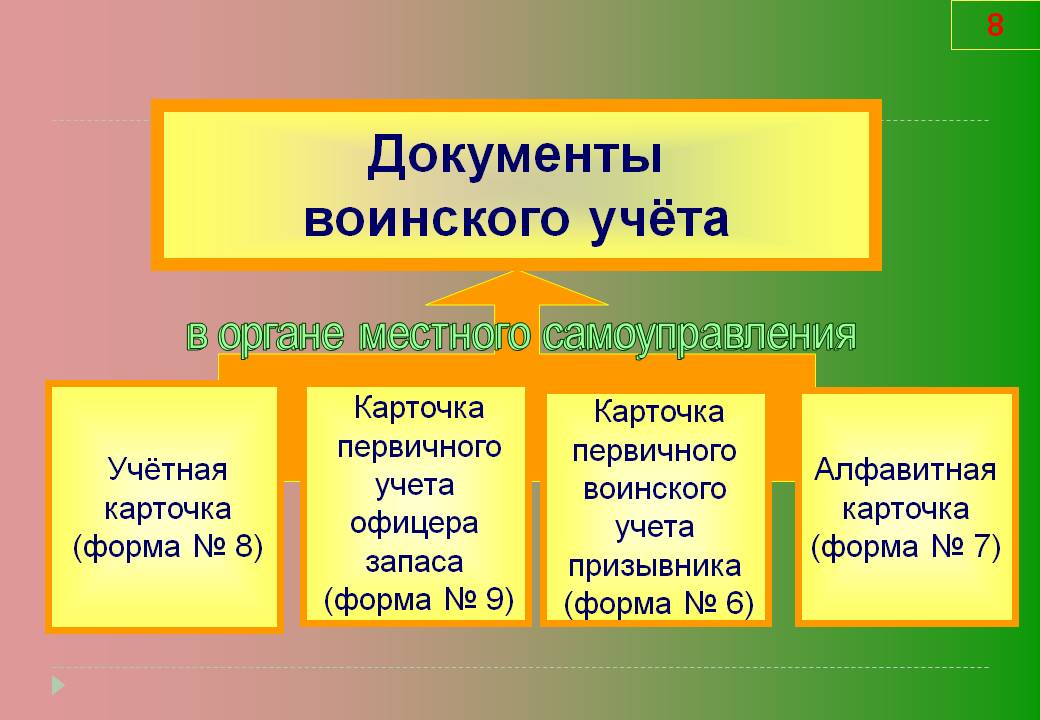 8
Документы
воинского учёта
в органе местного самоуправления
Учётная
карточка
(форма № 8)
Карточка
первичного
учета
офицера
запаса
(форма № 9)
Карточка
первичного
воинского
учета
призывника
(форма № 6)
Алфавитная
карточка
(форма № 7)